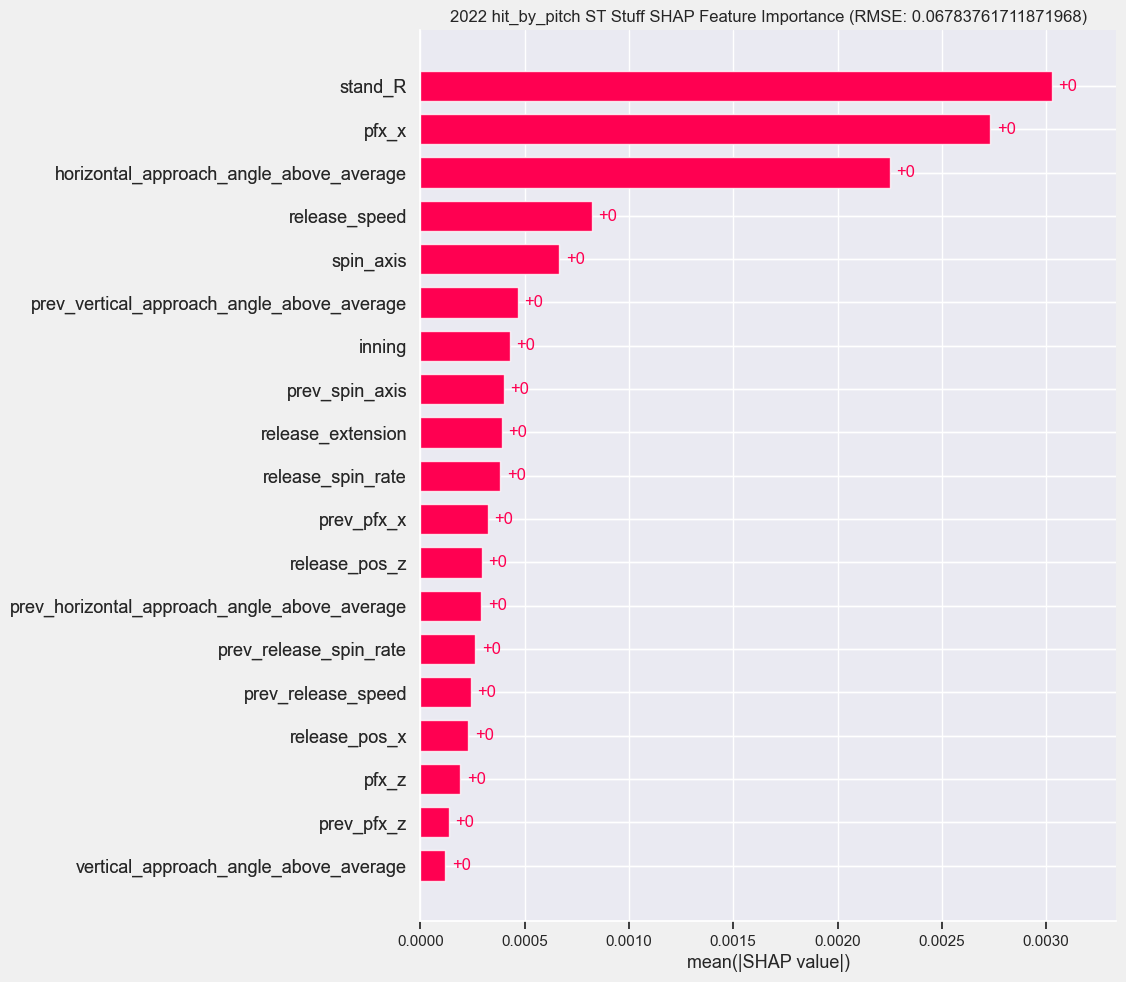 2022 hit_by_pitch ST Stuff SHAP Feature Importance (RMSE: 0.06783761711871968)
stand_R +0
pfx_x +0
horizontal_approach_angle_above_average +0
release_speed +0
spin_axis +0
prev_vertical_approach_angle_above_average +0
inning +0
prev_spin_axis +0
release_extension +0
release_spin_rate +0
prev_pfx_x +0
release_pos_z +0
prev_horizontal_approach_angle_above_average +0
prev_release_spin_rate +0
prev_release_speed +0
release_pos_x +0
pfx_z +0
prev_pfx_z +0
vertical_approach_angle_above_average +0
0.0000 0.0005 0.0010 0.0015 0.0020 0.0025 0.0030
mean(|SHAP value|)